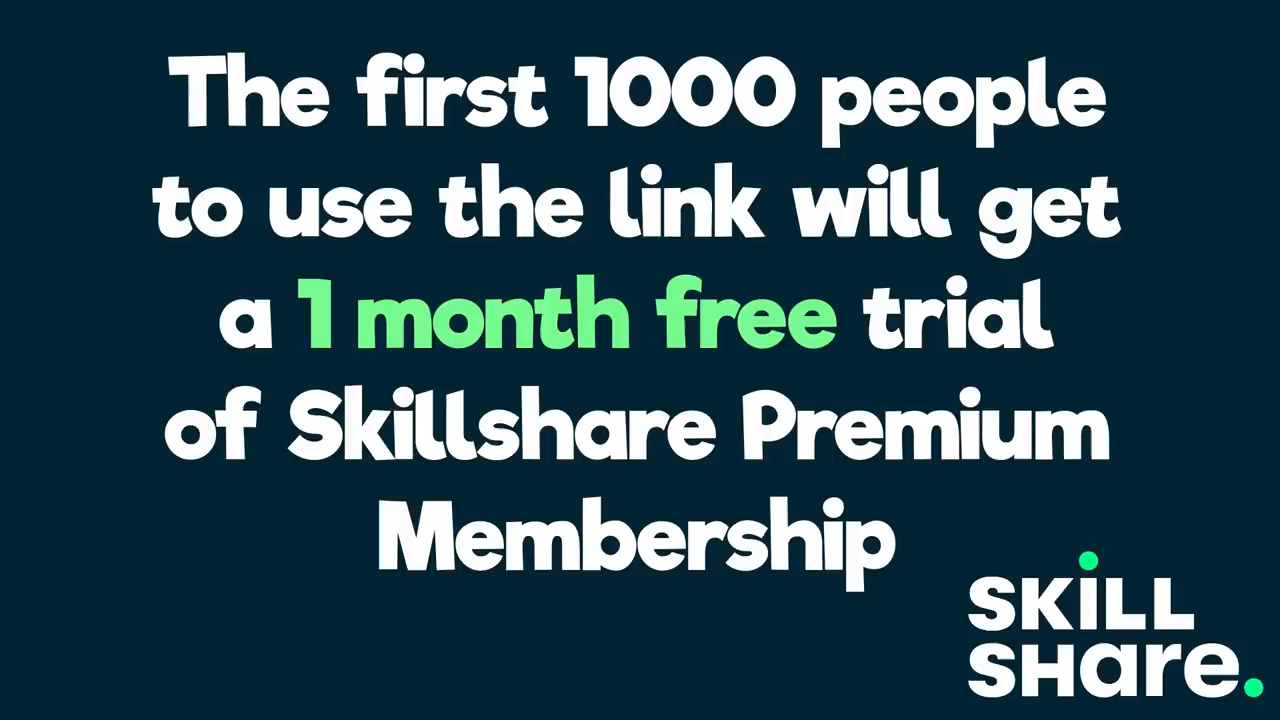 The first 1000 people
to use the link will get
a 1 month free trial
of Skillshare Premium
Membership
SKiLL
SHare.